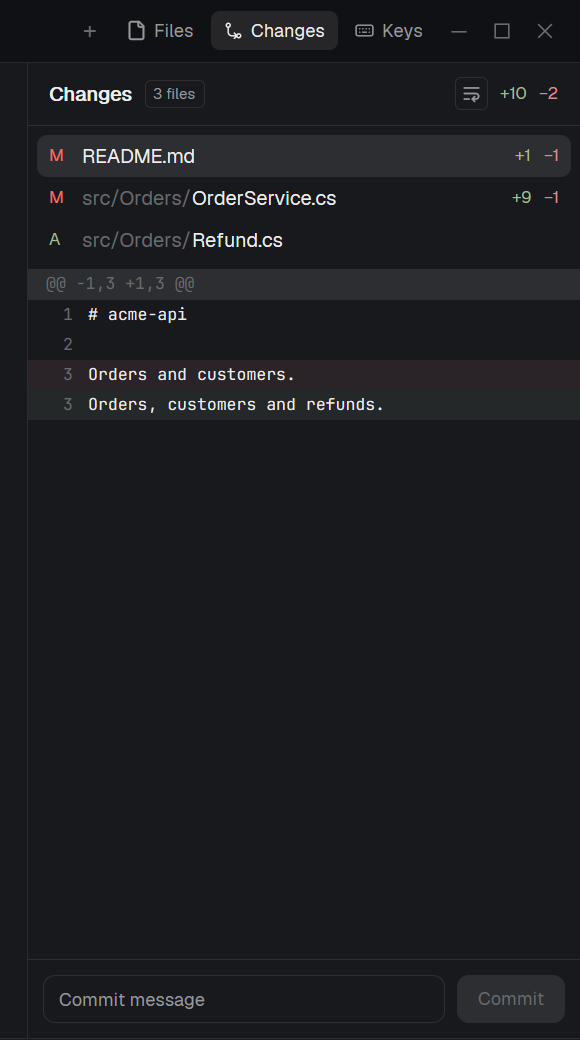 + Files Changes Keys
Changes 3 files +10 −2
M README.md +1 −1
M src/Orders/OrderService.cs +9 −1
A src/Orders/Refund.cs
@@ -1,3 +1,3 @@
1 # acme-api
2
3 Orders and customers.
3 Orders, customers and refunds.
Commit message Commit